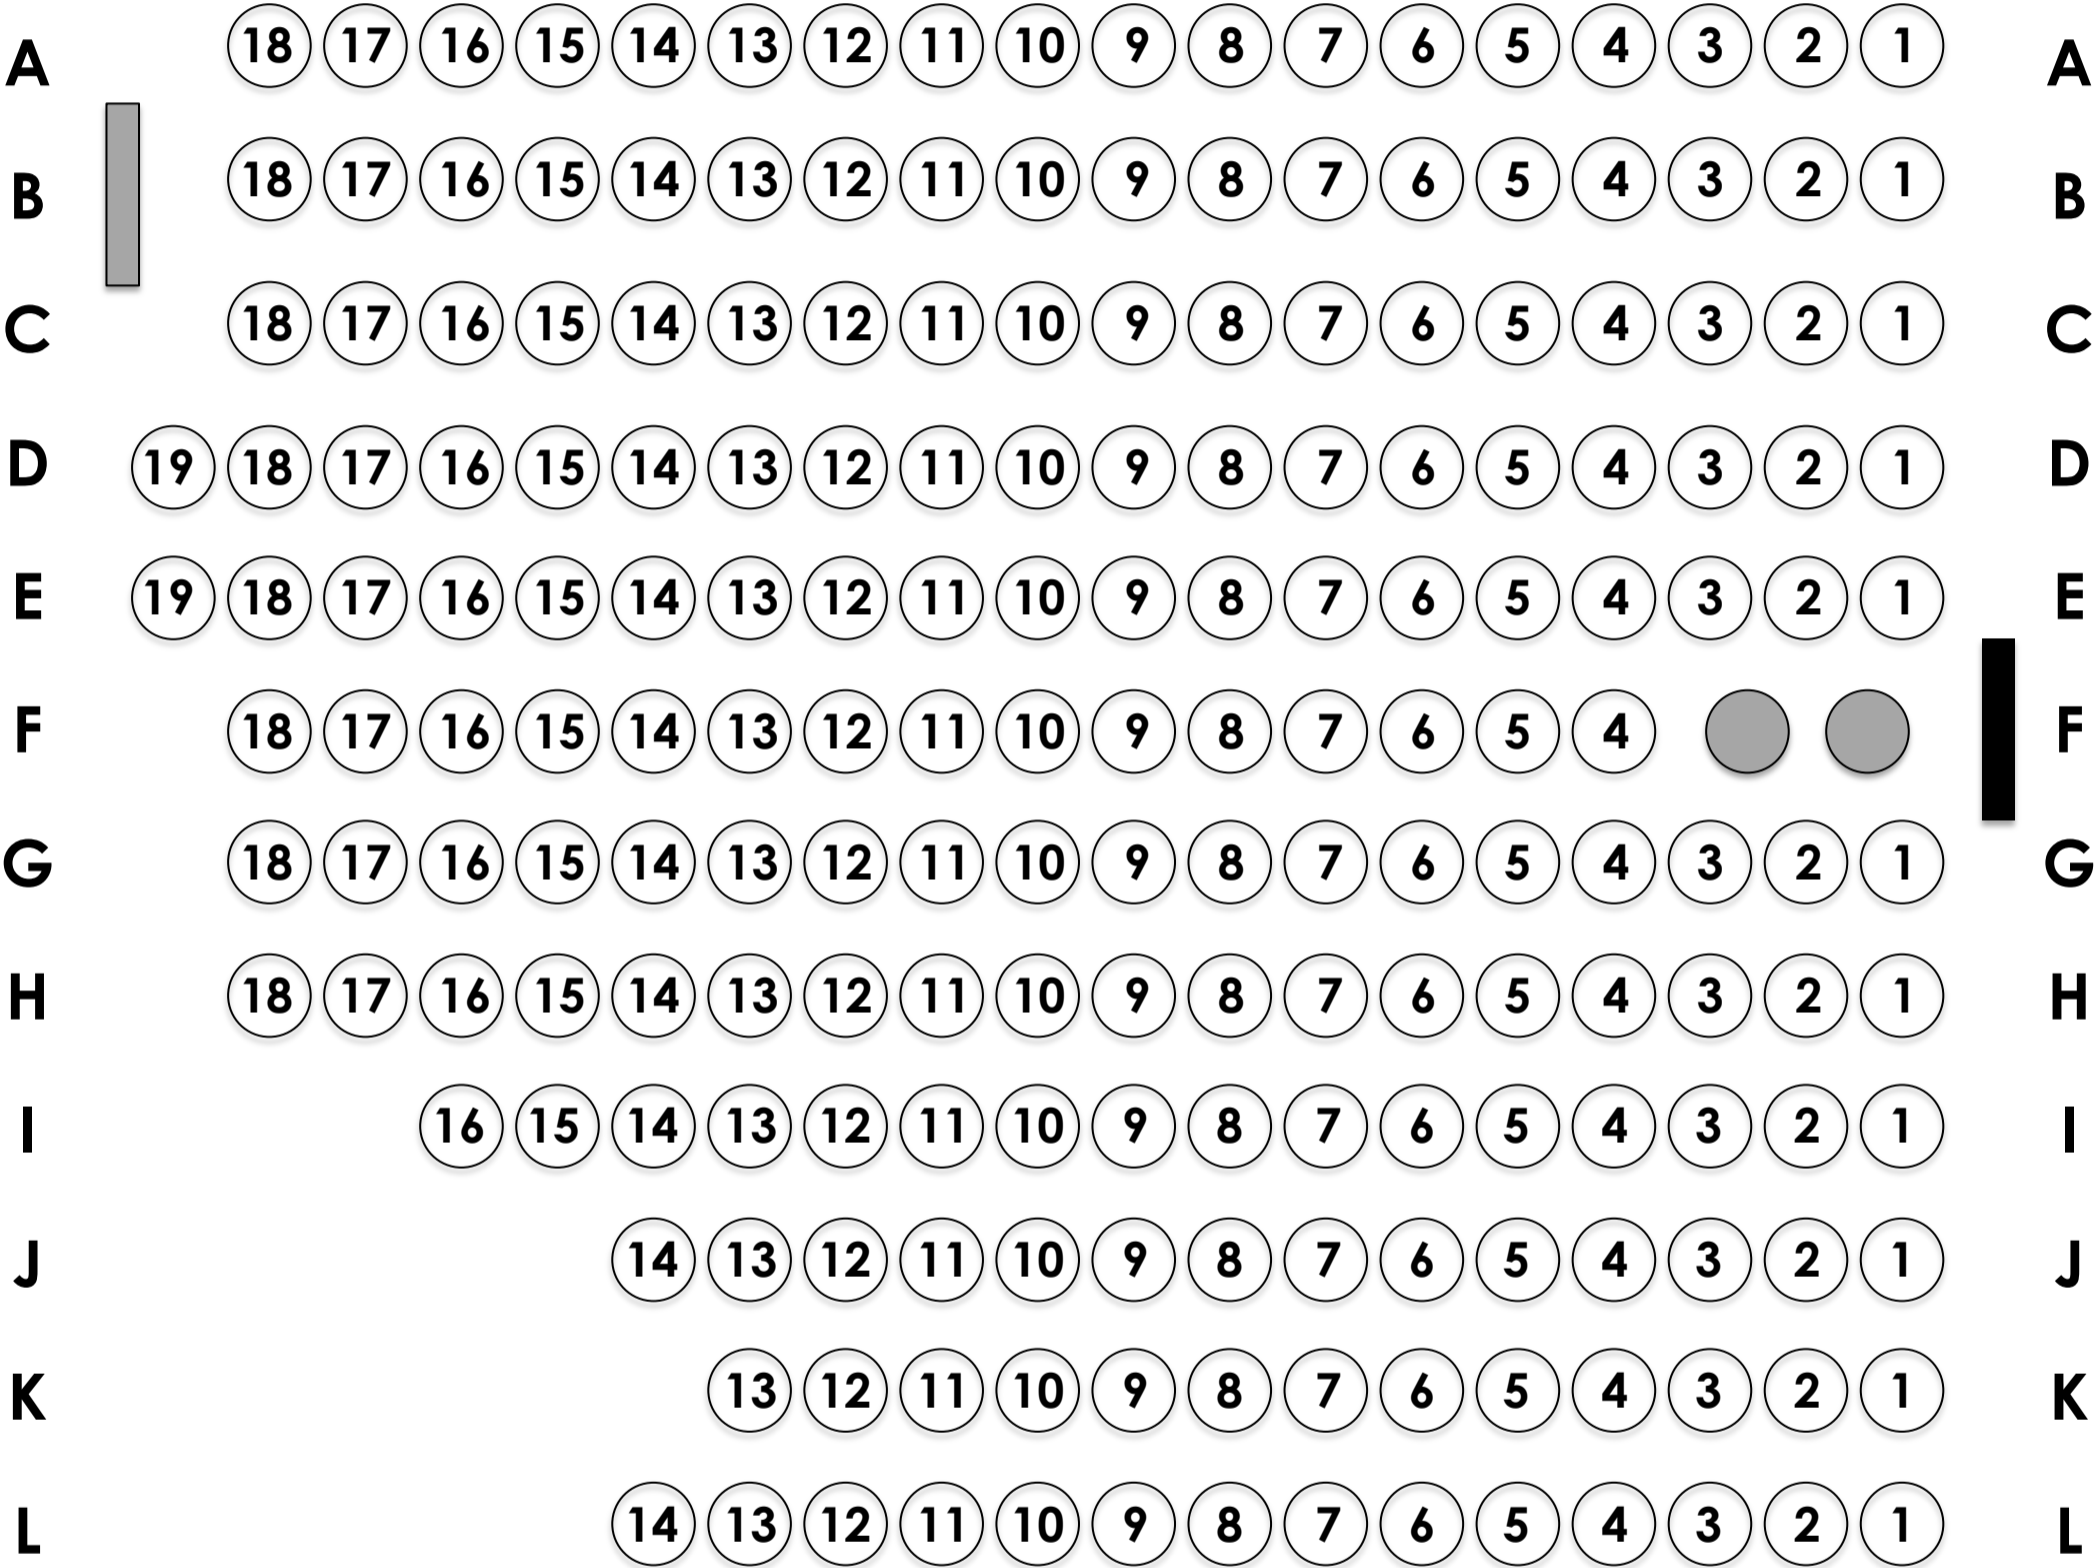 A 18 17 16 15 14 13 12 11 10 9 8 7 6 5 4 3 2 1 A
B 18 17 16 15 14 13 12 11 10 9 8 7 6 5 4 3 2 1 B
C 18 17 16 15 14 13 12 11 10 9 8 7 6 5 4 3 2 1 C
D 19 18 17 16 15 14 13 12 11 10 9 8 7 6 5 4 3 2 1 D
E 19 18 17 16 15 14 13 12 11 10 9 8 7 6 5 4 3 2 1 E
F 18 17 16 15 14 13 12 11 10 9 8 7 6 5 4 F
G 18 17 16 15 14 13 12 11 10 9 8 7 6 5 4 3 2 1 G
H 18 17 16 15 14 13 12 11 10 9 8 7 6 5 4 3 2 1 H
I 16 15 14 13 12 11 10 9 8 7 6 5 4 3 2 1 I
J 14 13 12 11 10 9 8 7 6 5 4 3 2 1 J
K 13 12 11 10 9 8 7 6 5 4 3 2 1 K
L 14 13 12 11 10 9 8 7 6 5 4 3 2 1 L